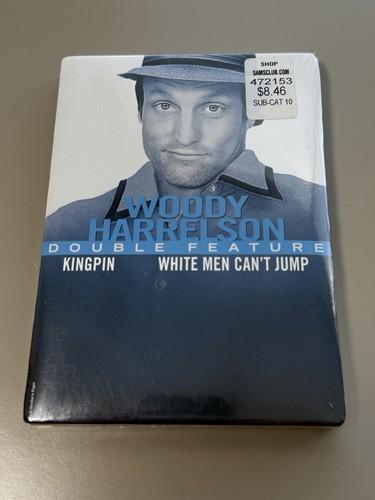 SHOP
SAMSCLUB.COM
472153
$8.46
SUB-CAT 10
WOODY
HARRELSON
DOUBLE FEATURE
KINGPIN WHITE MEN CAN'T JUMP